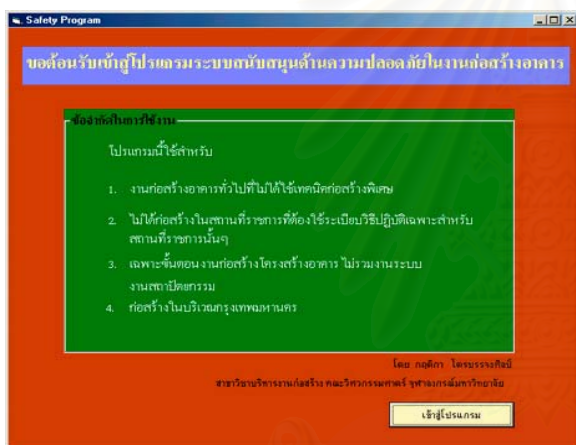 Safety Program
ขอต้อนรับเข้าสู่โปรแกรมระบบสนับสนุนด้านความปลอดภัยในงานก่อสร้างอาคาร
ข้อจำกัดในการใช้งาน
โปรแกรมนี้ใช้สำหรับ
1. งานก่อสร้างอาคารทั่วไปที่ไม่ได้ใช้เทคนิคก่อสร้างพิเศษ
2. ไม่ได้ก่อสร้างในสถานที่ราชการที่ต้องใช้ระเบียบวิธีปฏิบัติเฉพาะสำหรับ
สถานที่ราชการนั้นๆ
3. เฉพาะขั้นตอนงานก่อสร้างโครงสร้างอาคาร ไม่รวมงานระบบ
งานสถาปัตยกรรม
4. ก่อสร้างในบริเวณกรุงเทพมหานคร
โดย กฤติกา
สาขาวิชาบริหารงานก่อสร้าง คณะวิศวกรรมศาสตร์ จุฬาลงกรณ์มหาวิทยาลัย
เข้าสู่โปรแกรม